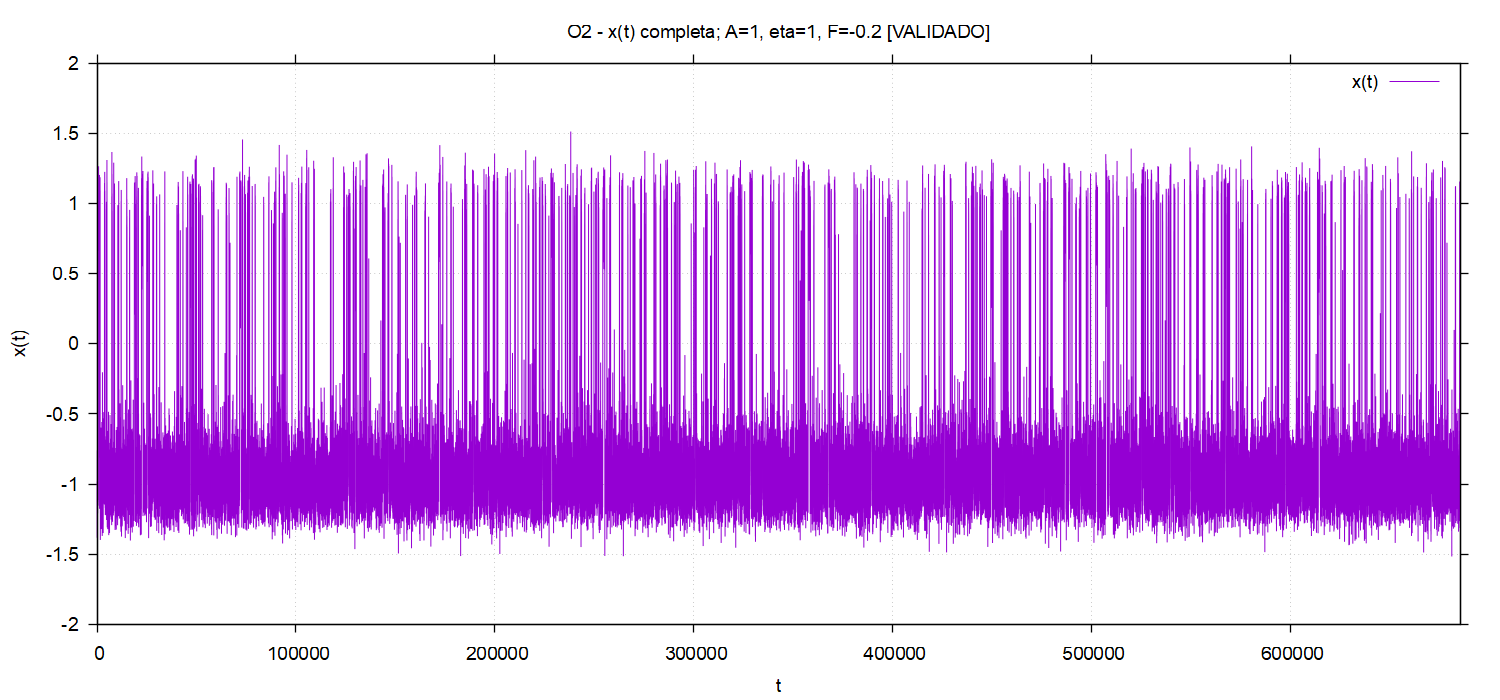 O2 - x(t) completa; A=1, eta=1, F=-0.2 [VALIDADO]
x(t)
2
1.5
1
0.5
0
-0.5
-1
-1.5
-2
x(t)
0 100000 200000 300000 400000 500000 600000
t